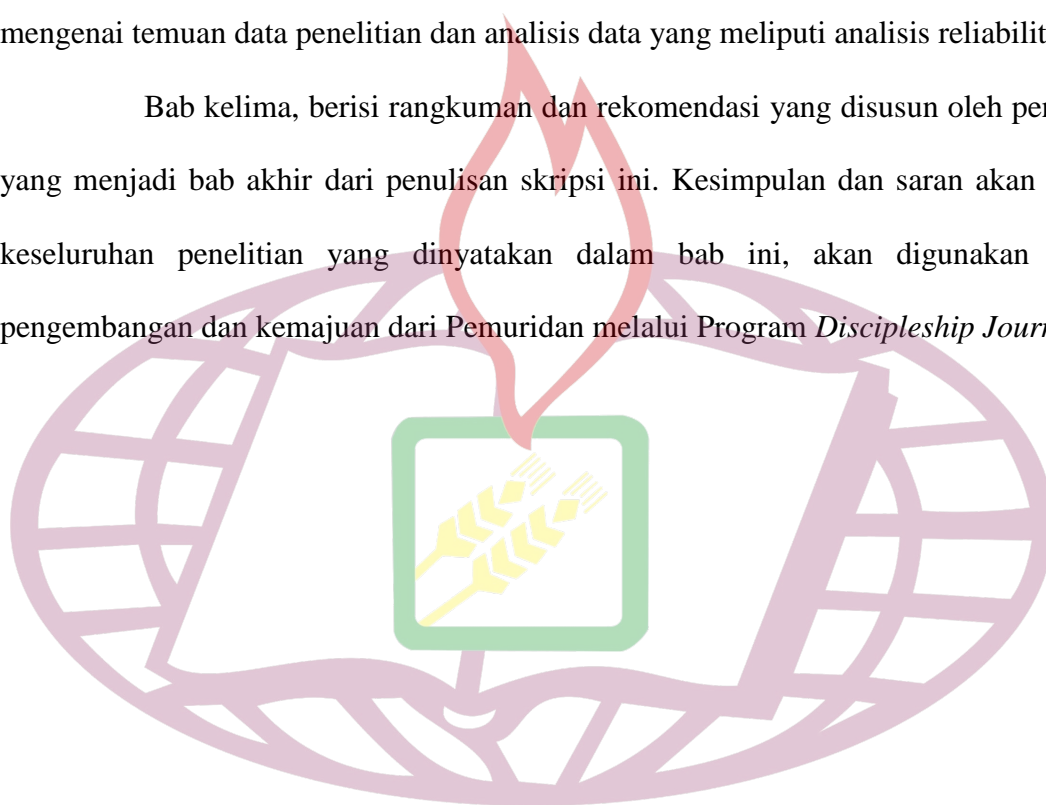 mengenai temuan data penelitian dan analisis data yang meliputi analisis reliabilit
Bab kelima, berisi rangkuman dan rekomendasi yang disusun oleh pe
yang menjadi bab akhir dari penulisan skripsi ini. Kesimpulan dan saran akan
keseluruhan penelitian yang dinyatakan dalam bab ini, akan digunakan
pengembangan dan kemajuan dari Pemuridan melalui Program Discipleship Jour